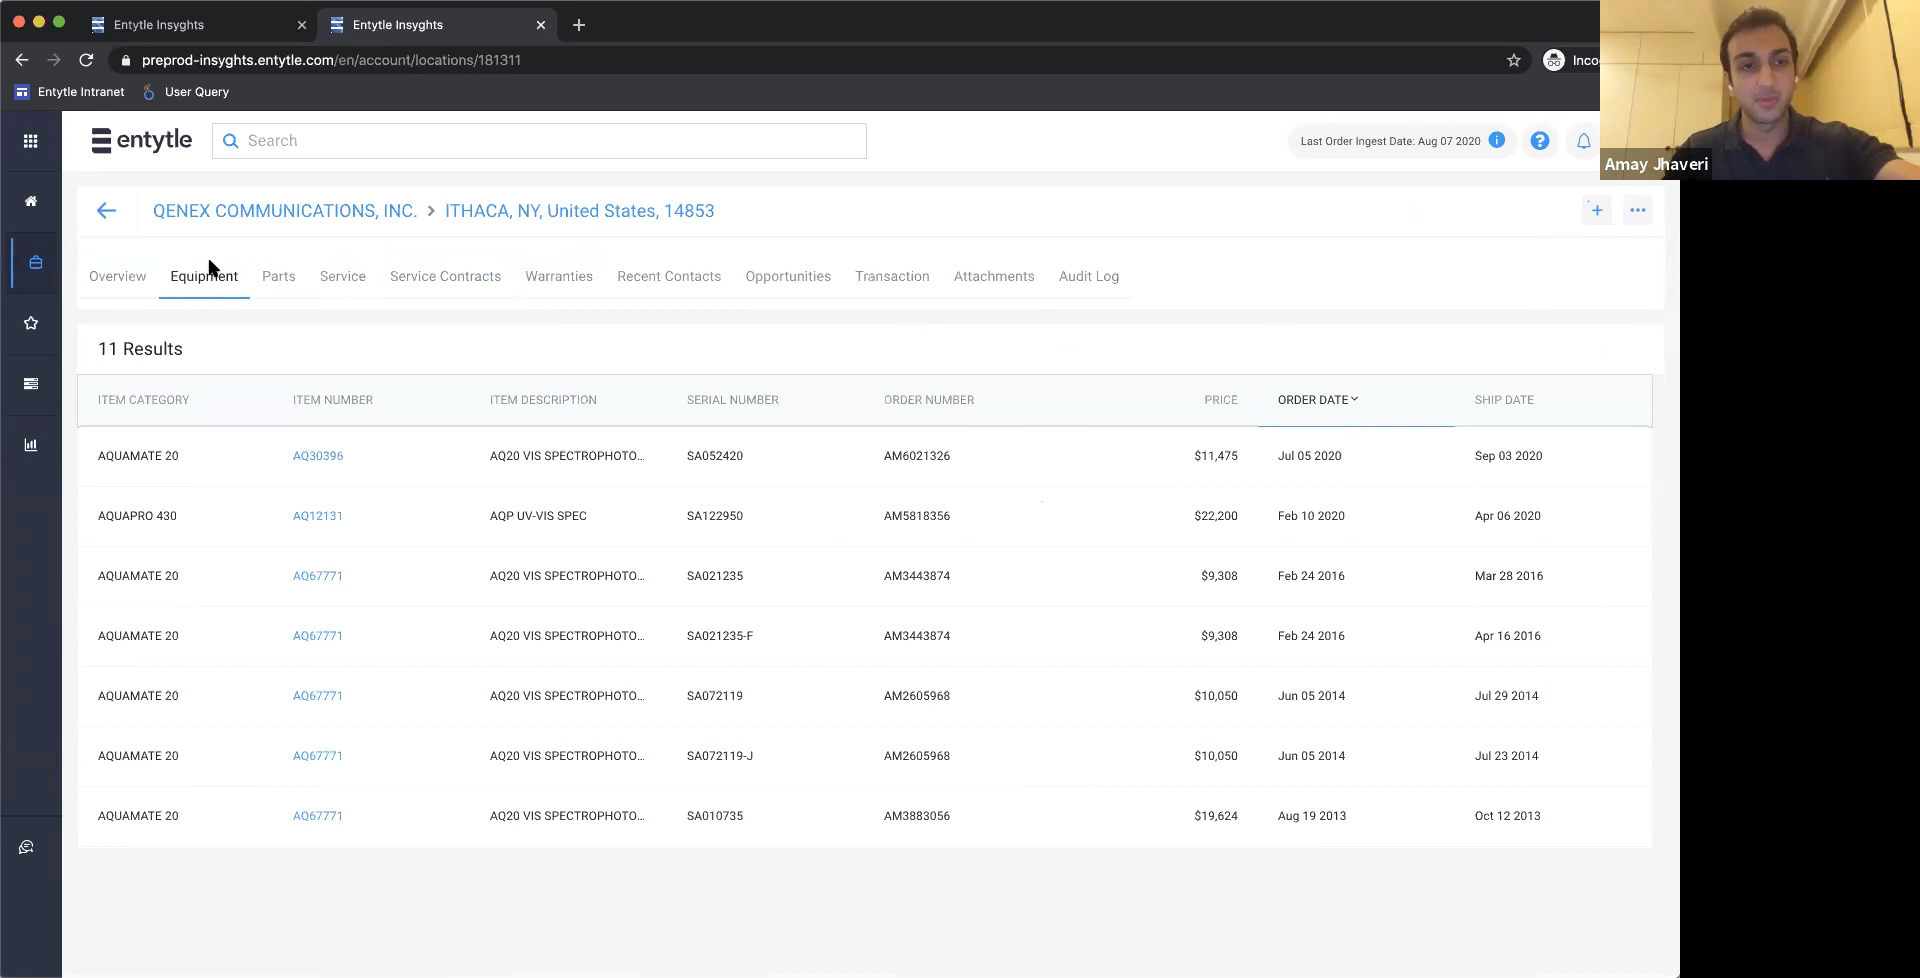 Entytle Insyghts
Entytle Insyghts
preprod-insyghts.entytle.com/en/account/locations/181311
Entytle Intranet
User Query
entytle
Search
Last Order Ingest Date: Aug 07 2020
i
?
Amay Jhaveri
QENEX COMMUNICATIONS, INC. > ITHACA, NY, United States, 14853
Overview Equipment Parts Service Service Contracts Warranties Recent Contacts Opportunities Transaction Attachments Audit Log
11 Results
ITEM CATEGORY ITEM NUMBER ITEM DESCRIPTION SERIAL NUMBER ORDER NUMBER PRICE ORDER DATE SHIP DATE
AQUAMATE 20 AQ30396 AQ20 VIS SPECTROPHOTO... SA052420 AM6021326 $11,475 Jul 05 2020 Sep 03 2020
AQUAPRO 430 AQ12131 AQP UV-VIS SPEC SA122950 AM5818356 $22,200 Feb 10 2020 Apr 06 2020
AQUAMATE 20 AQ67771 AQ20 VIS SPECTROPHOTO... SA021235 AM3443874 $9,308 Feb 24 2016 Mar 28 2016
AQUAMATE 20 AQ67771 AQ20 VIS SPECTROPHOTO... SA021235-F AM3443874 $9,308 Feb 24 2016 Apr 16 2016
AQUAMATE 20 AQ67771 AQ20 VIS SPECTROPHOTO... SA072119 AM2605968 $10,050 Jun 05 2014 Jul 29 2014
AQUAMATE 20 AQ67771 AQ20 VIS SPECTROPHOTO... SA072119-J AM2605968 $10,050 Jun 05 2014 Jul 23 2014
AQUAMATE 20 AQ67771 AQ20 VIS SPECTROPHOTO... SA010735 AM3883056 $19,624 Aug 19 2013 Oct 12 2013